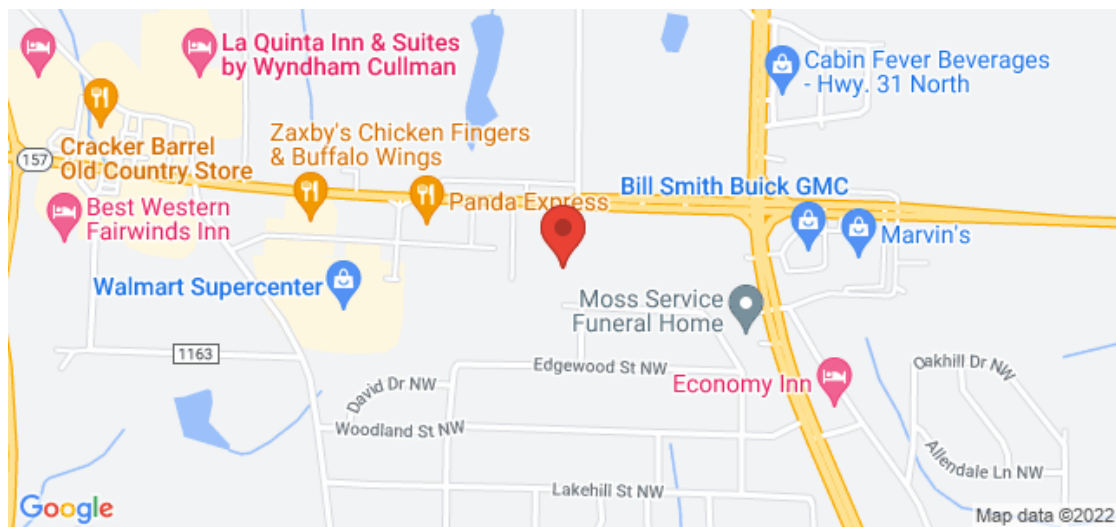 La Quinta Inn & Suites
by Wyndham Cullman
Cabin Fever Beverages
- Hwy. 31 North
Zaxby's Chicken Fingers
& Buffalo Wings
Cracker Barrel
Old Country Store
157
Bill Smith Buick GMC
Panda Express
Best Western
Fairwinds Inn
Marvin's
Walmart Supercenter
Moss Service
Funeral Home
1163
Edgewood St NW
Oakhill Dr NW
David Dr NW
Economy Inn
Woodland St NW
Allendale Ln NW
Lakehill St NW
Google
Map data ©2022